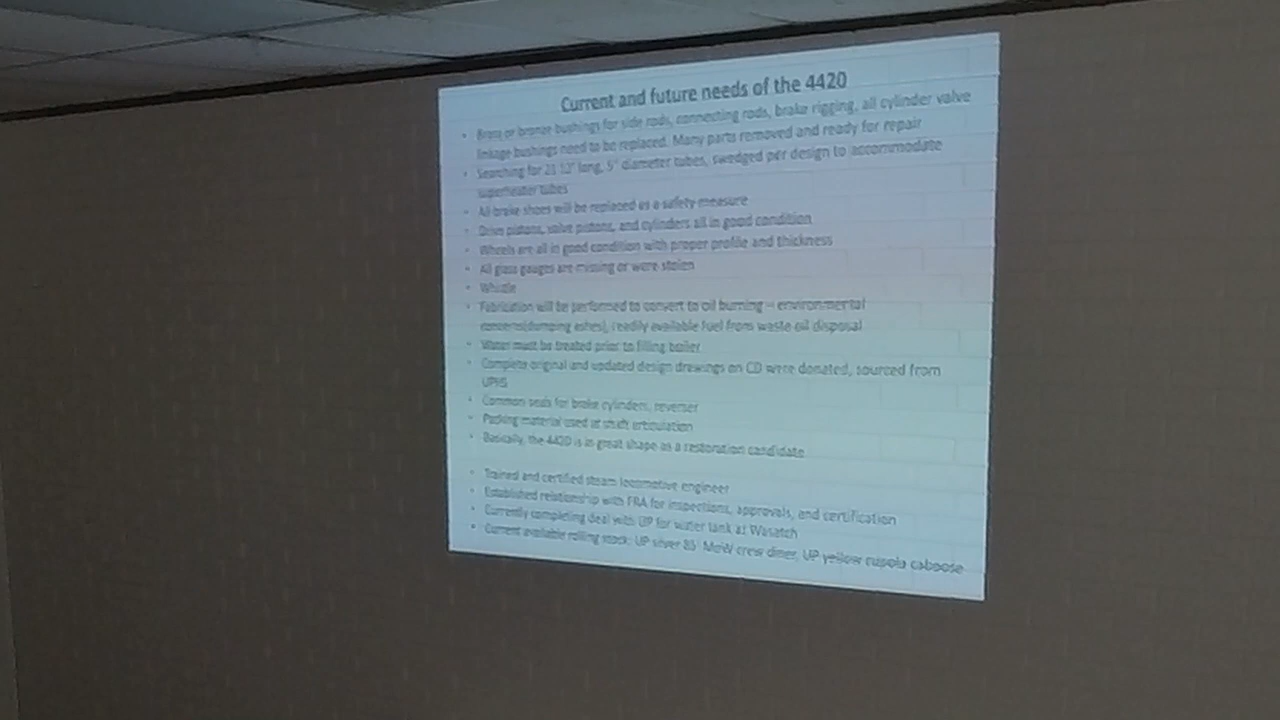 Current and future needs of the 4420
• Brass or bronze bushings for side rods, connecting rods, brake rigging, all cylinder valve
linkage bushings need to be replaced. Many parts removed and ready for repair
• Searching for 21 12' long, 5" diameter tubes, swedged per design to accommodate
superheater tubes
• All brake shoes will be replaced as a safety measure
• Drive pistons, valve pistons, and cylinders all in good condition
• Wheels are all in good condition with proper profile and thickness
• All glass gauges are missing or were stolen
• Whistle
• Fabrication will be performed to convert to oil burning – environmental
concerns(dumping ashes), readily available fuel from waste oil disposal
• Water must be treated prior to filling boiler
• Complete original and updated design drawings on CD were donated, sourced from
UPHS
• Common seals for brake cylinders, reverser
• Packing material used at shaft articulation
• Basically, the 4420 is in great shape as a restoration candidate
• Trained and certified steam locomotive engineer
• Established relationship with FRA for inspections, approvals, and certification
• Currently completing deal with UP for water tank at Wasatch
• Current available rolling stock: UP silver 85' MoW crew diner, UP yellow cupola caboose